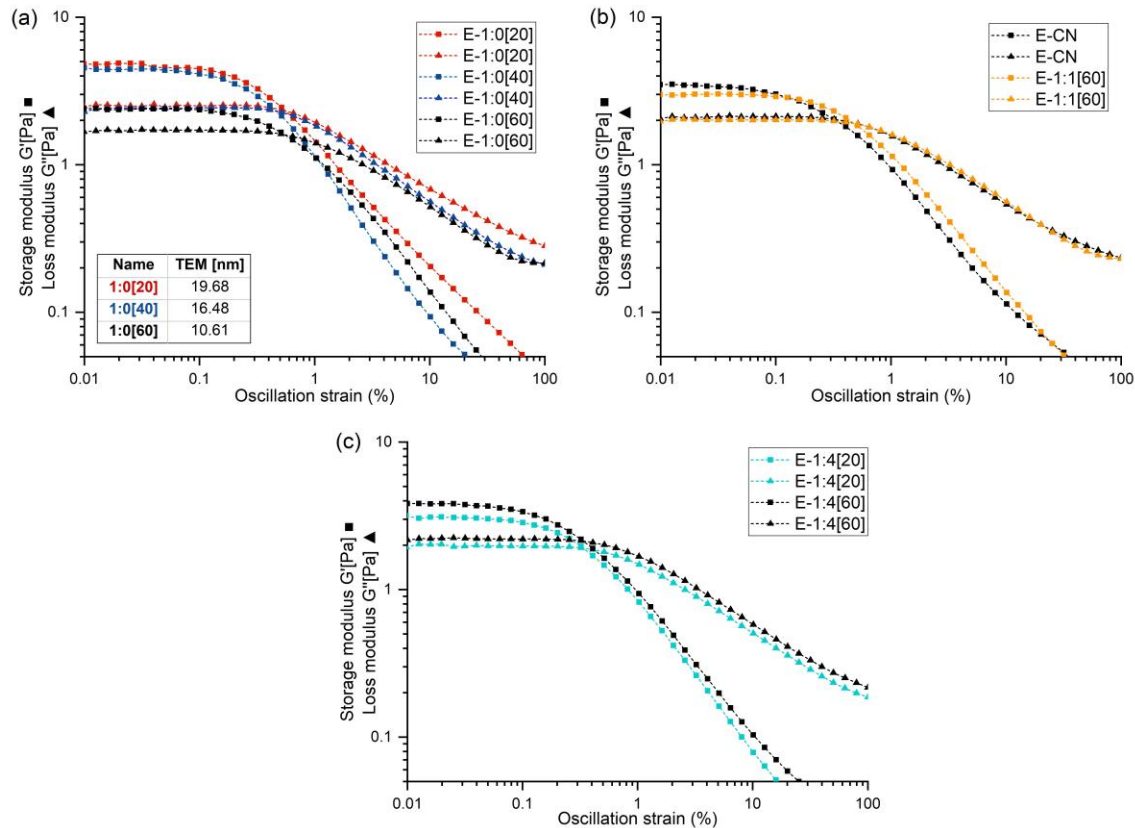 (a)
10
1
0.1
0.01
0.1
1
10
100
Storage modulus G'[Pa] ■
Loss modulus G''[Pa] ▲
Oscillation strain (%)
E-1:0[20]
E-1:0[20]
E-1:0[40]
E-1:0[40]
E-1:0[60]
E-1:0[60]
Name TEM [nm]
1:0[20] 19.68
1:0[40] 16.48
1:0[60] 10.61
(b)
10
1
0.1
0.01
0.1
1
10
100
Storage modulus G'[Pa] ■
Loss modulus G''[Pa] ▲
Oscillation strain (%)
E-CN
E-CN
E-1:1[60]
E-1:1[60]
(c)
10
1
0.1
0.01
0.1
1
10
100
Storage modulus G'[Pa] ■
Loss modulus G''[Pa] ▲
Oscillation strain (%)
E-1:4[20]
E-1:4[20]
E-1:4[60]
E-1:4[60]